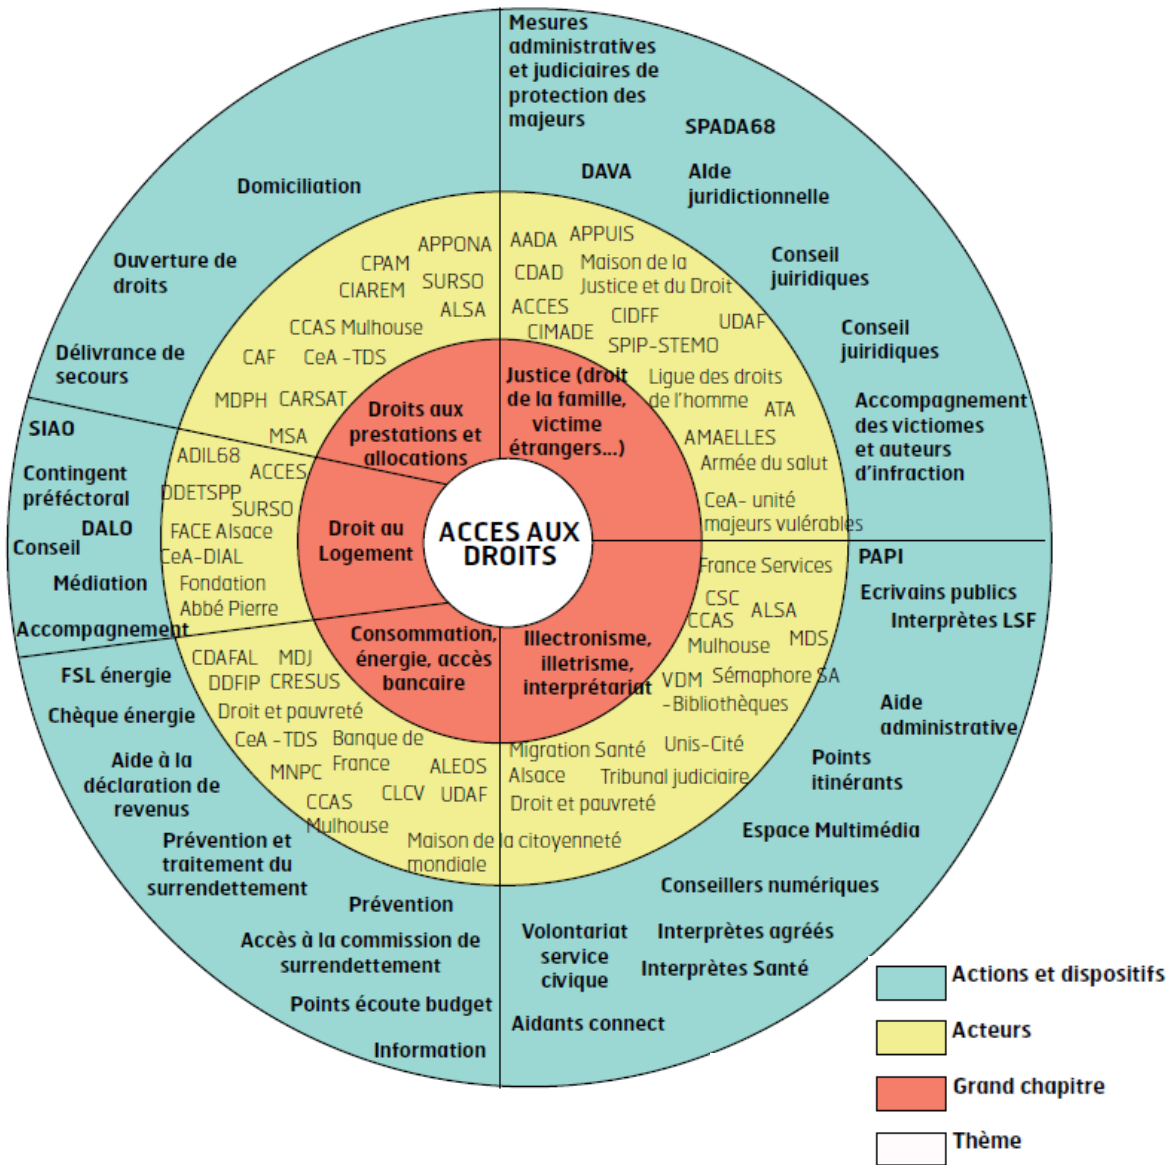 Mesures
administratives
et judiciaires de
protection des
majeurs
SPADA68
DAVA
AIde
juridictionnelle
Conseil
juiridiques
Conseil
juiridiques
Accompagnement
des victiomes
et auteurs
d'infraction
Domiciliation
Ouverture de
droits
Délivrance de
secours
SIAO
Contingent
préféctoral
DALO
Conseil
Médiation
Accompagnement
FSL énergie
Chèque énergie
Aide à la
déclaration de
revenus
Prévention et
traitement du
surrendettement
Prévention
Accès à la commission de
surrendettement
Points écoute budget
Information
PAPI
Ecrivains publics
Interprètes LSF
Aide
administrative
Points
itinérants
Espace Multimédia
Conseillers numériques
Volontariat
service
civique
Interprètes agréés
Interprètes Santé
Aidants connect
APPONA
CPAM
CIAREM
SURSO
ALSA
CCAS Mulhouse
CAF
CeA -TDS
MDPH
CARSAT
MSA
AADA
APPUIS
CDAD
Maison de la
Justice et du Droit
ACCES
CIDFF
UDAF
CIMADE
SPIP-STEMO
Ligue des droits
de l'homme
ATA
AMAELLES
Armée du salut
CeA- unité
majeurs vulérables
ADIL68
ACCES
DDETSPP
SURSO
FACE Alsace
CeA-DIAL
Fondation
Abbé Pierre
CDAFAL
MDJ
DDFIP
CRESUS
Droit et pauvreté
CeA -TDS
Banque de
France
MNPC
ALEOS
CCAS
Mulhouse
CLCV
UDAF
Maison de la citoyenneté
mondiale
France Services
CSC
ALSA
CCAS
Mulhouse
MDS
VDM
-Bibliothèques
Sémaphore SA
Migration Santé
Alsace
Unis-Cité
Tribunal judiciaire
Droit et pauvreté
Droits aux
prestations et
allocations
Justice (droit
de la famille,
victime
étrangers...)
Droit au
Logement
Consommation,
énergie, accès
bancaire
Illectronisme,
illetrisme,
interprétariat
ACCES AUX
DROITS
Actions et dispositifs
Acteurs
Grand chapitre
Thème